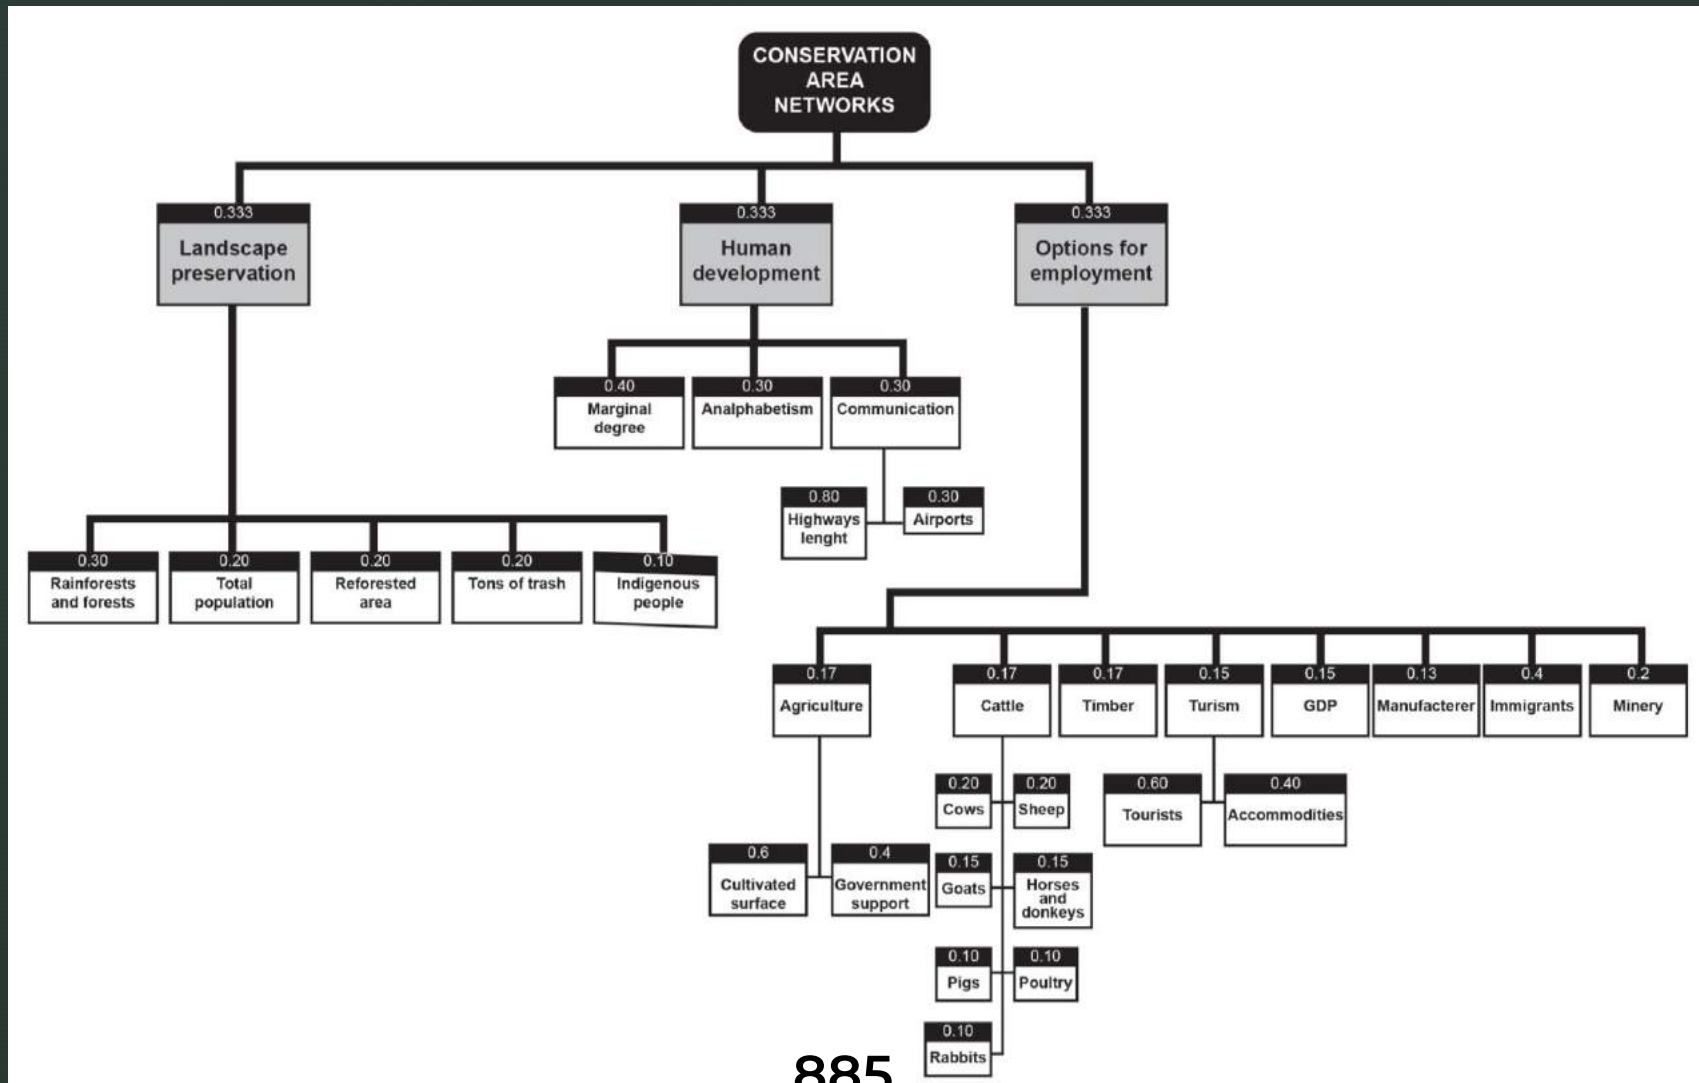 CONSERVATION
AREA
NETWORKS
0.333
Landscape
preservation
0.333
Human
development
0.333
Options for
employment
0.40
Marginal
degree
0.30
Analphabetism
0.30
Communication
0.80
Highways
lenght
0.30
Airports
0.30
Rainforests
and forests
0.20
Total
population
0.20
Reforested
area
0.20
Tons of trash
0.10
Indigenous
people
0.17
Agriculture
0.17
Cattle
0.17
Timber
0.15
Turism
0.15
GDP
0.13
Manufacterer
0.4
Immigrants
0.2
Minery
0.6
Cultivated
surface
0.4
Government
support
0.20
Cows
0.20
Sheep
0.15
Goats
0.15
Horses
and
donkeys
0.10
Pigs
0.10
Poultry
0.10
Rabbits
0.60
Tourists
0.40
Accommodities
885